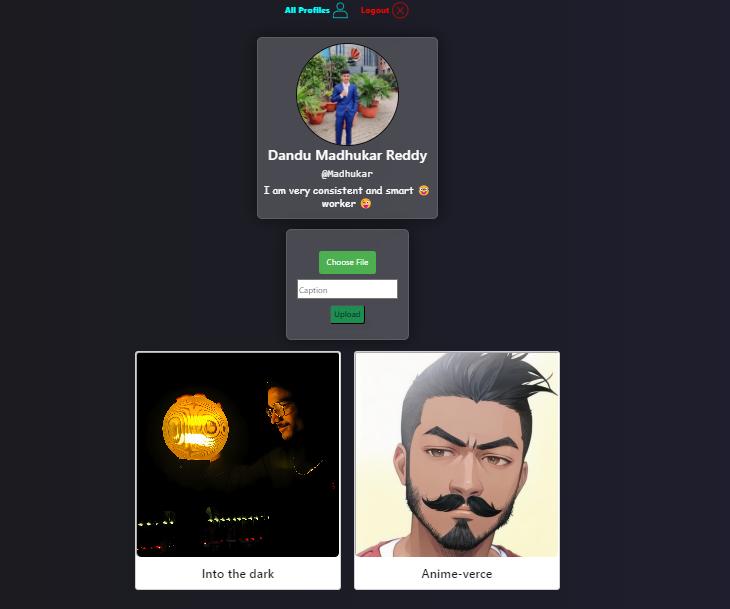 All Profiles Logout
Dandu Madhukar Reddy
@Madhukar
I am very consistent and smart 🤓
worker 😜
Choose File
Caption
Upload
Into the dark
Anime-verce